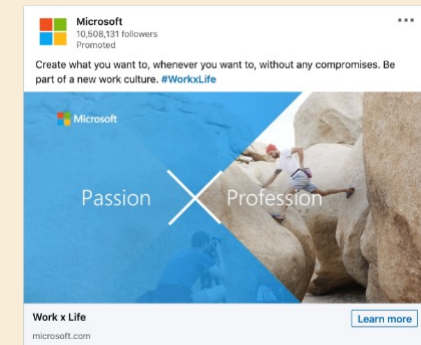 Microsoft
10,508,131 followers
Promoted
Create what you want to, whenever you want to, without any compromises. Be
part of a new work culture. #WorkxLife
Microsoft
Passion
Profession
Work x Life
Learn more
microsoft.com